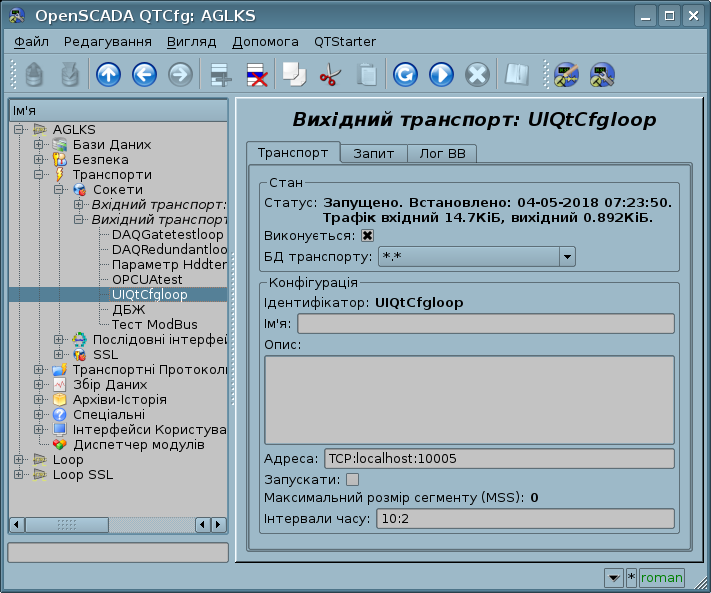 OpenSCADA QTCfg: AGLKS
Файл Редагування Вигляд Допомога QTStarter
Ім'я
AGLKS
Бази Даних
Безпека
Транспорти
Сокети
Вхідний транспорт:
Вихідний транспорт
DAQGatetestloop
DAQRedundantloo
Параметр Hddtem
OPCUAtest
UIQtCfgloop
ДБЖ
Тест ModBus
Послідовні інтерфей
SSL
Транспортні Протоколи
Збір Даних
Архіви-Історія
Спеціальні
Інтерфейси Користува
Диспетчер модулів
Loop
Loop SSL
Вихідний транспорт: UIQtCfgloop
Транспорт Запит Лог ВВ
Стан
Статус: Запущено. Встановлено: 04-05-2018 07:23:50.
Трафік вхідний 14.7КіБ, вихідний 0.892КіБ.
Виконується:
БД транспорту: *.*
Конфігурація
Ідентифікатор: UIQtCfgloop
Ім'я:
Опис:
Адреса: TCP:localhost:10005
Запускати:
Максимальний розмір сегменту (MSS): 0
Інтервали часу: 10:2
* roman